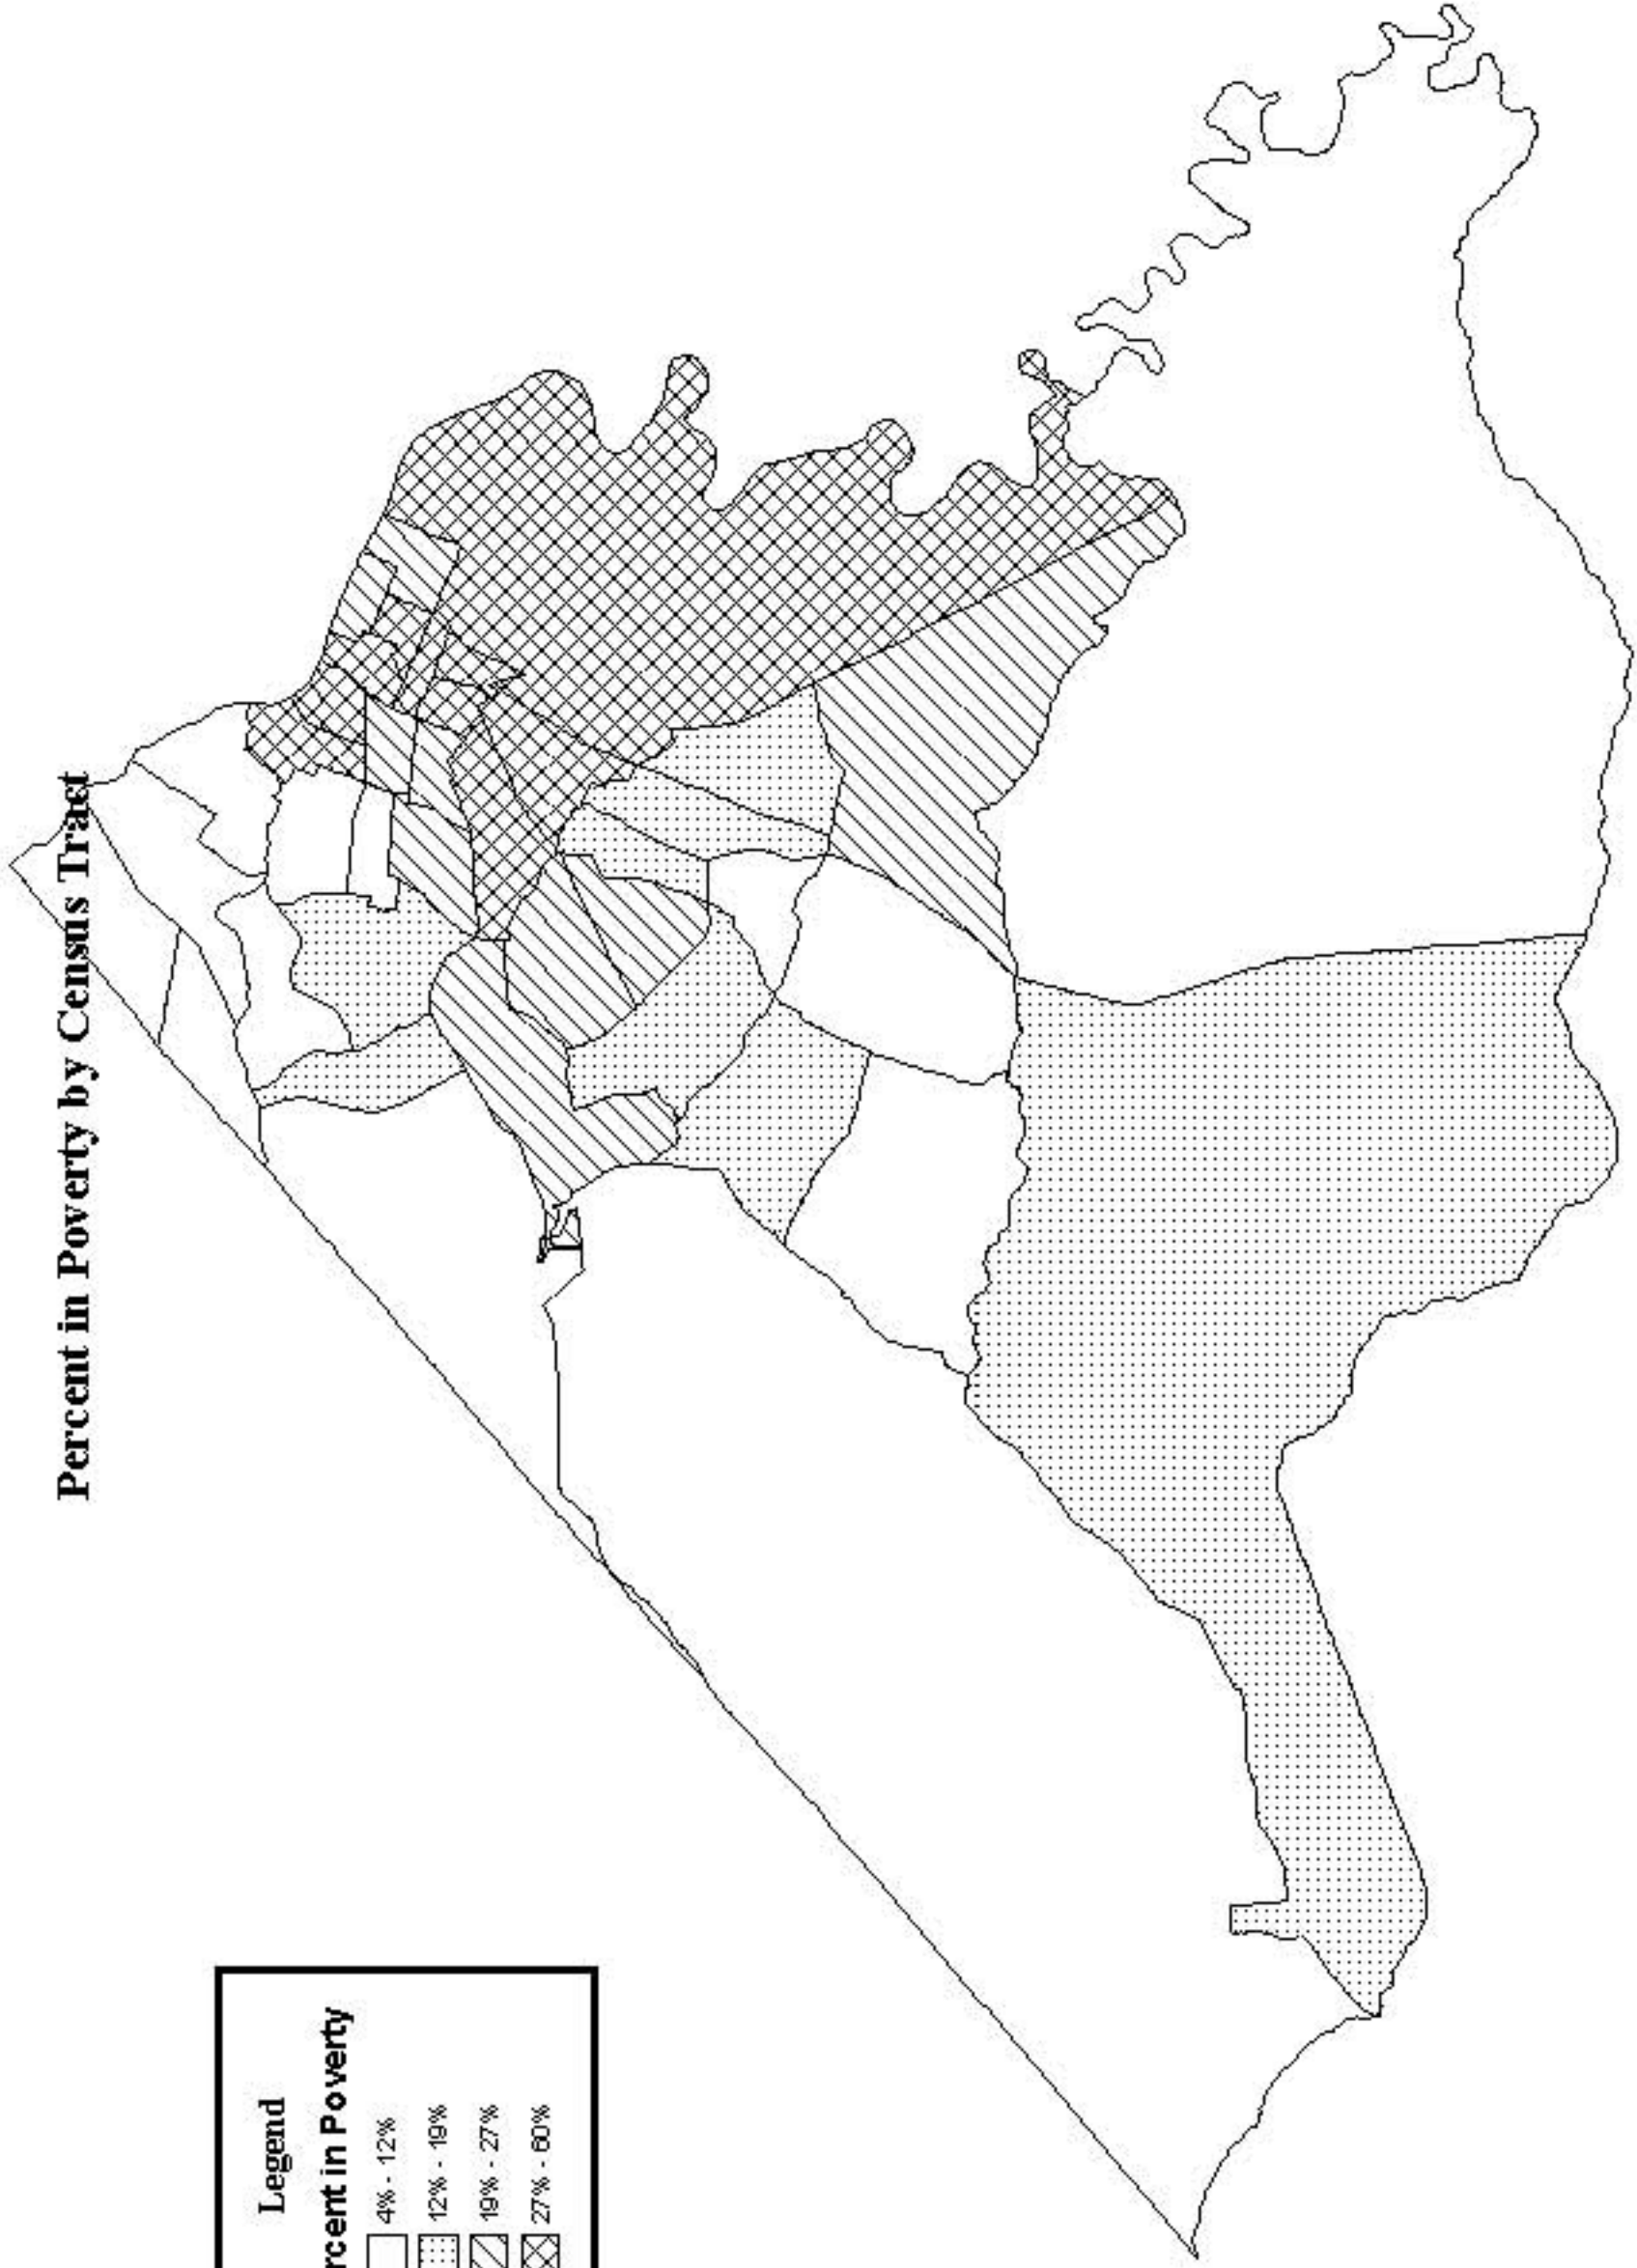 Percent in Poverty by Census Tract
Legend
rcent in Poverty
4% - 12%
12% - 19%
19% - 27%
27% - 60%